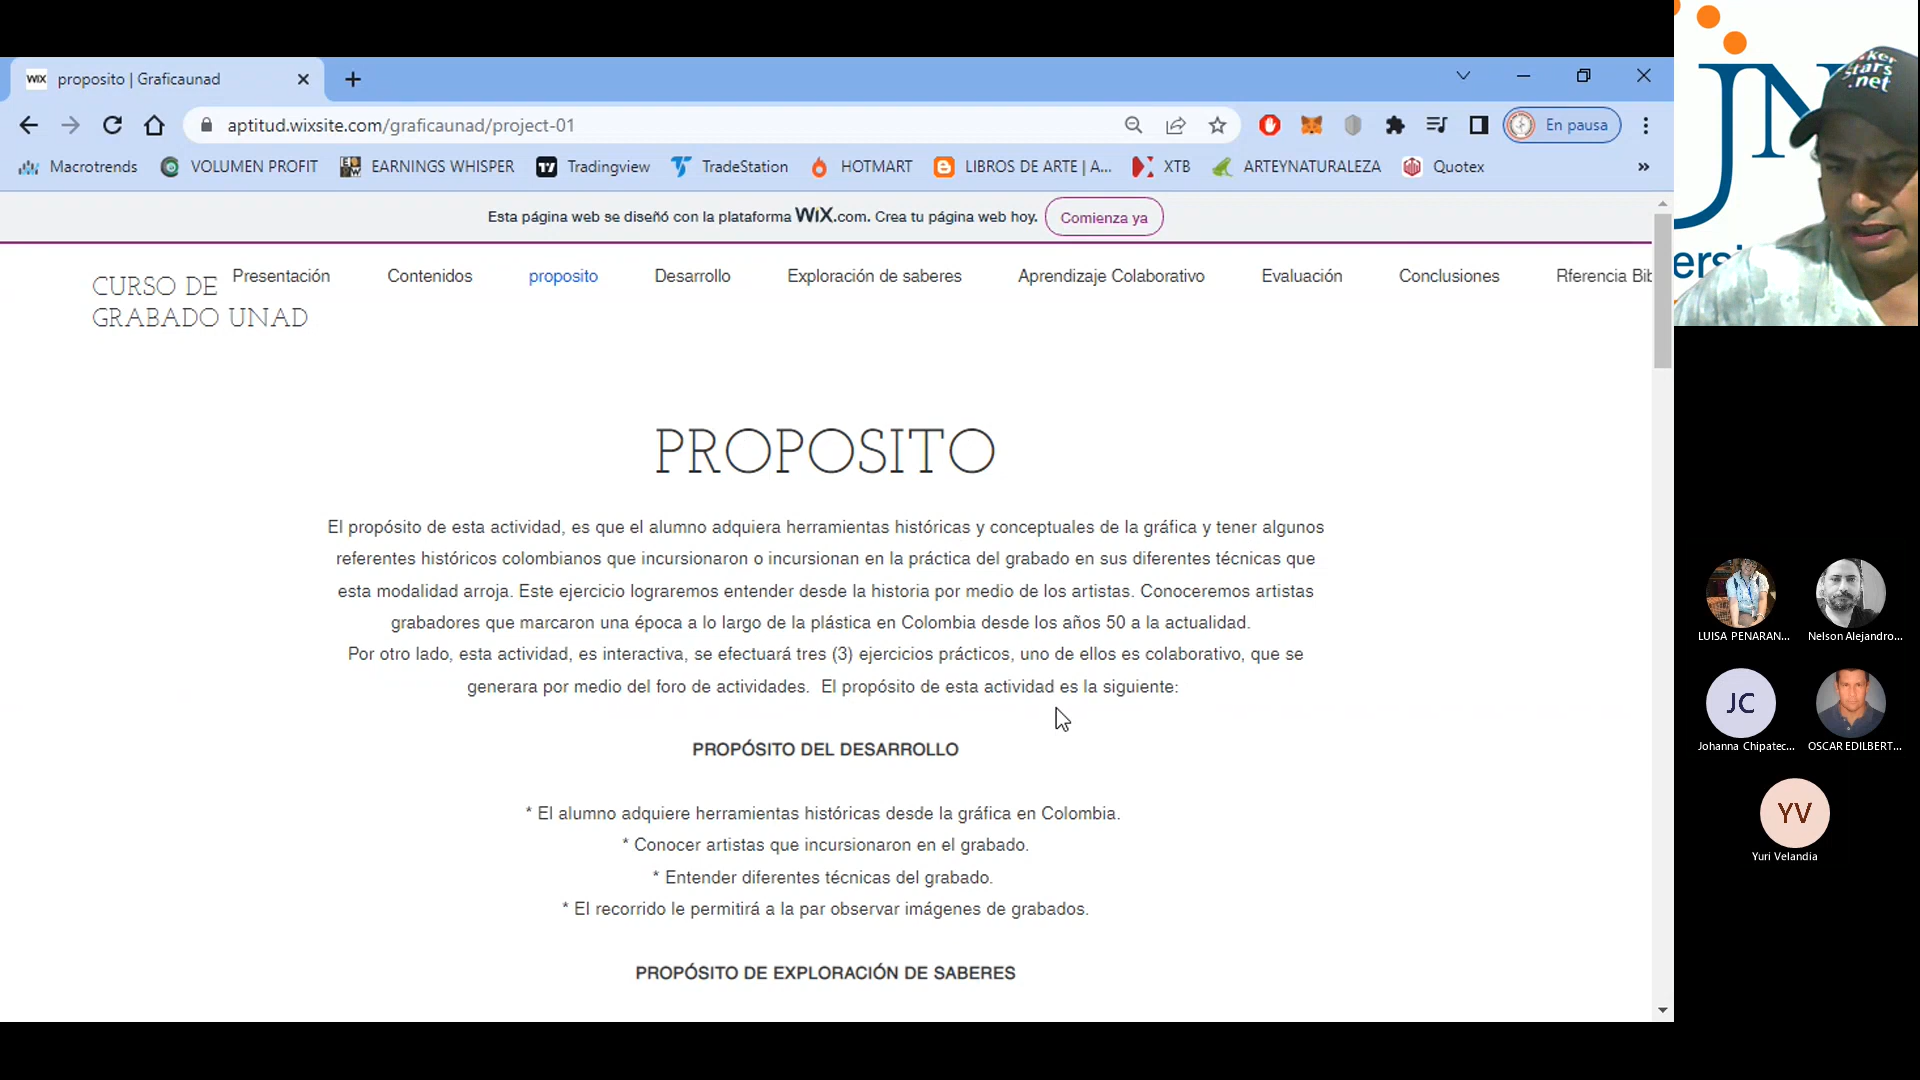 WiX proposito | Graficaunad
aptitud.wixsite.com/graficaunad/project-01
En pausa
Macrotrends VOLUMEN PROFIT EARNINGS WHISPER Tradingview TradeStation HOTMART LIBROS DE ARTE | A... XTB ARTEYNATURALEZA Quotex »
Esta página web se diseñó con la plataforma WiX.com. Crea tu página web hoy. Comienza ya
CURSO DE
GRABADO UNAD
Presentación Contenidos proposito Desarrollo Exploración de saberes Aprendizaje Colaborativo Evaluación Conclusiones Rferencia Bib
PROPOSITO
El propósito de esta actividad, es que el alumno adquiera herramientas históricas y conceptuales de la gráfica y tener algunos
referentes históricos colombianos que incursionaron o incursionan en la práctica del grabado en sus diferentes técnicas que
esta modalidad arroja. Este ejercicio lograremos entender desde la historia por medio de los artistas. Conoceremos artistas
grabadores que marcaron una época a lo largo de la plástica en Colombia desde los años 50 a la actualidad.
Por otro lado, esta actividad, es interactiva, se efectuará tres (3) ejercicios prácticos, uno de ellos es colaborativo, que se
generara por medio del foro de actividades. El propósito de esta actividad es la siguiente:
PROPÓSITO DEL DESARROLLO
* El alumno adquiere herramientas históricas desde la gráfica en Colombia.
* Conocer artistas que incursionaron en el grabado.
* Entender diferentes técnicas del grabado.
* El recorrido le permitirá a la par observar imágenes de grabados.
PROPÓSITO DE EXPLORACIÓN DE SABERES
ker
stars
.net
JN
ersi
LUISA PENARAN... Nelson Alejandro...
JC
Johanna Chipatec... OSCAR EDILBERT...
YV
Yuri Velandia